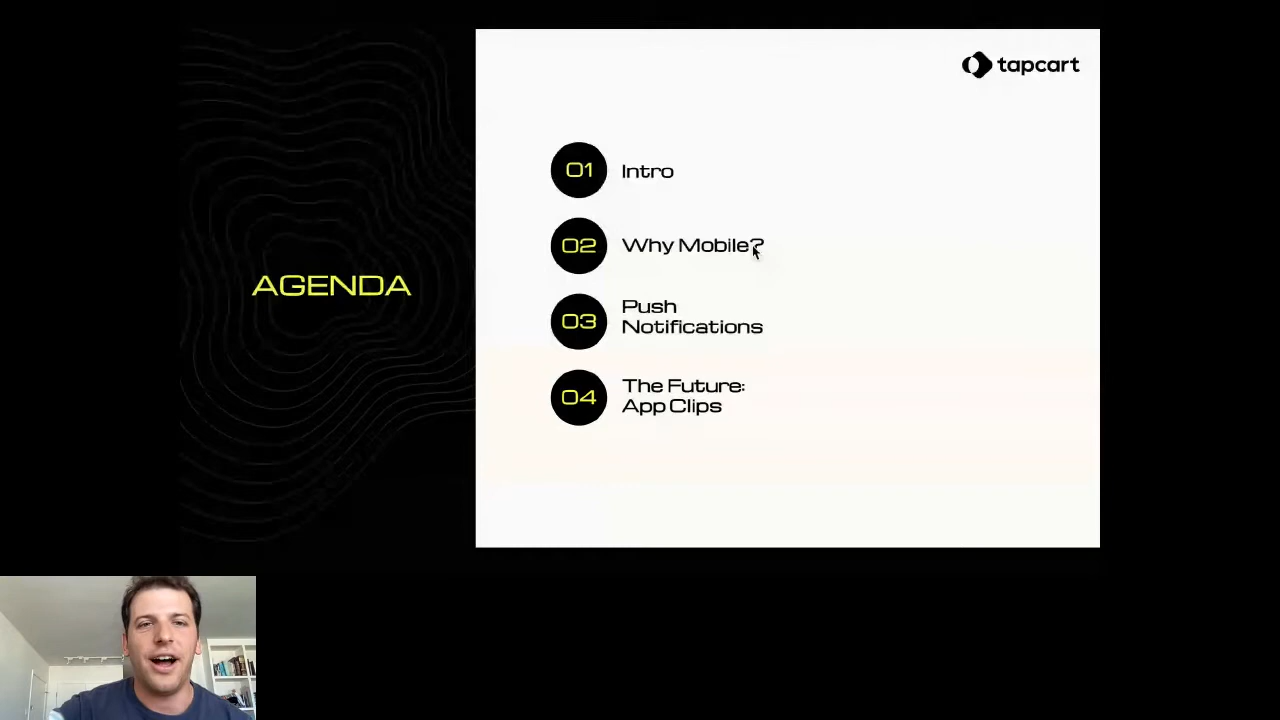 tapcart
AGENDA
01 Intro
02 Why Mobile?
03 Push
Notifications
04 The Future:
App Clips